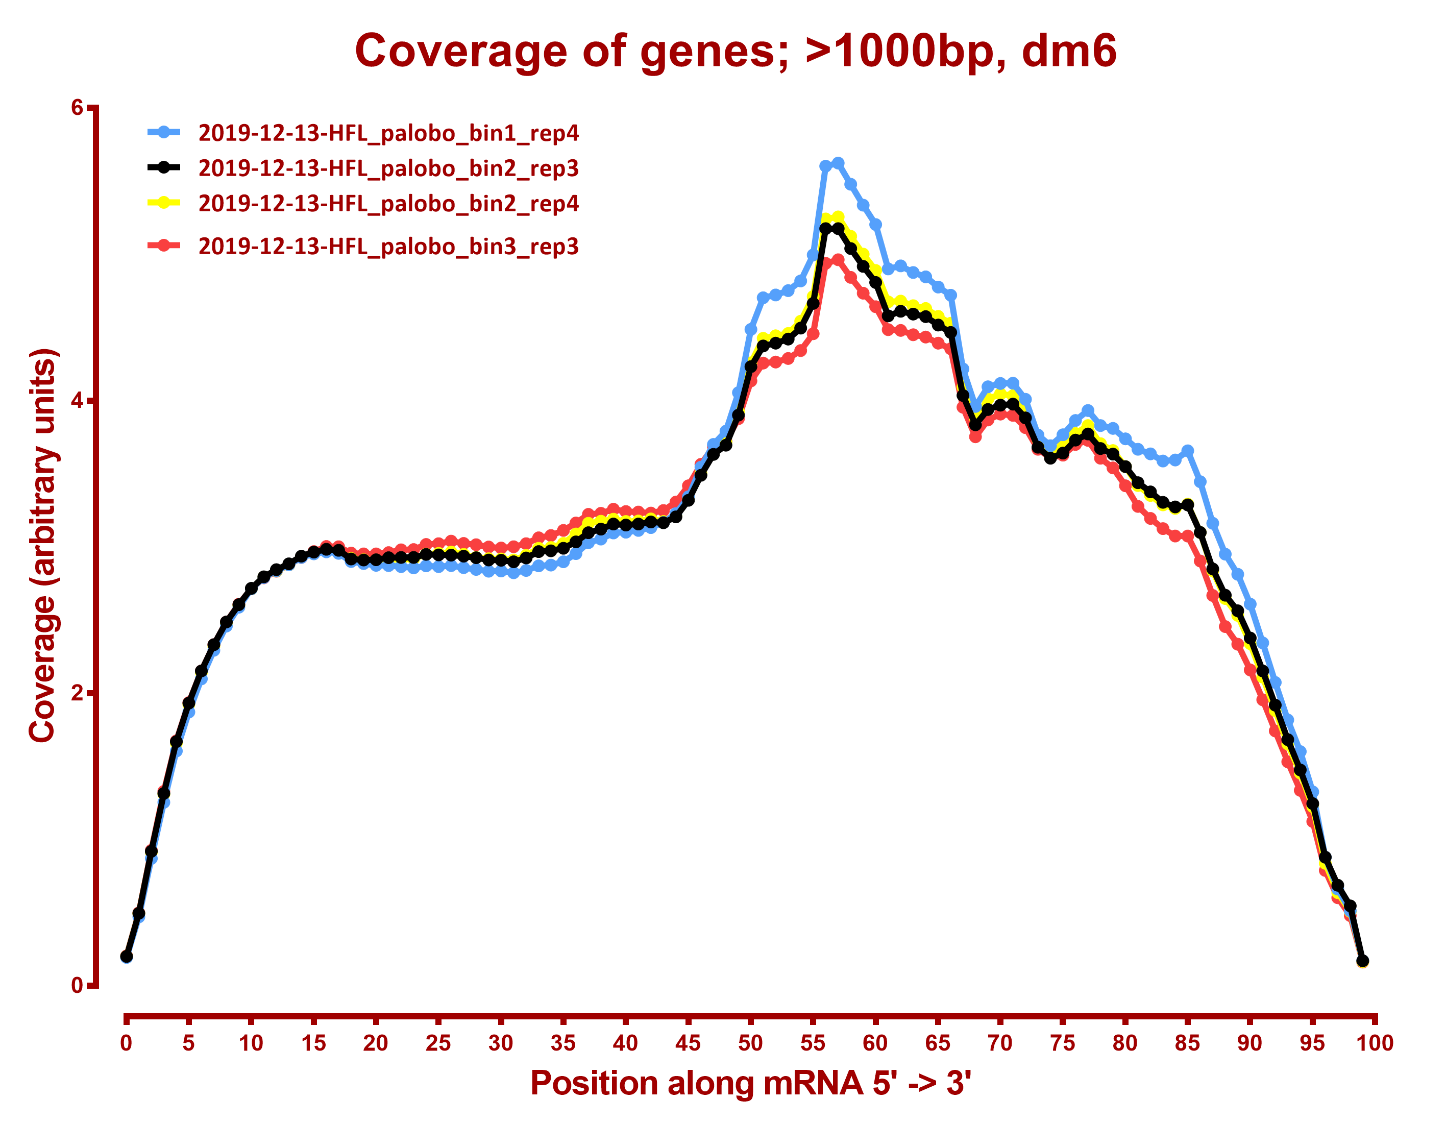 Coverage of genes; >1000bp, dm6
6
2019-12-13-HFL_palobo_bin1_rep4
2019-12-13-HFL_palobo_bin2_rep3
2019-12-13-HFL_palobo_bin2_rep4
2019-12-13-HFL_palobo_bin3_rep3
Coverage (arbitrary units)
4
2
0
0 5 10 15 20 25 30 35 40 45 50 55 60 65 70 75 80 85 90 95 100
Position along mRNA 5' -> 3'